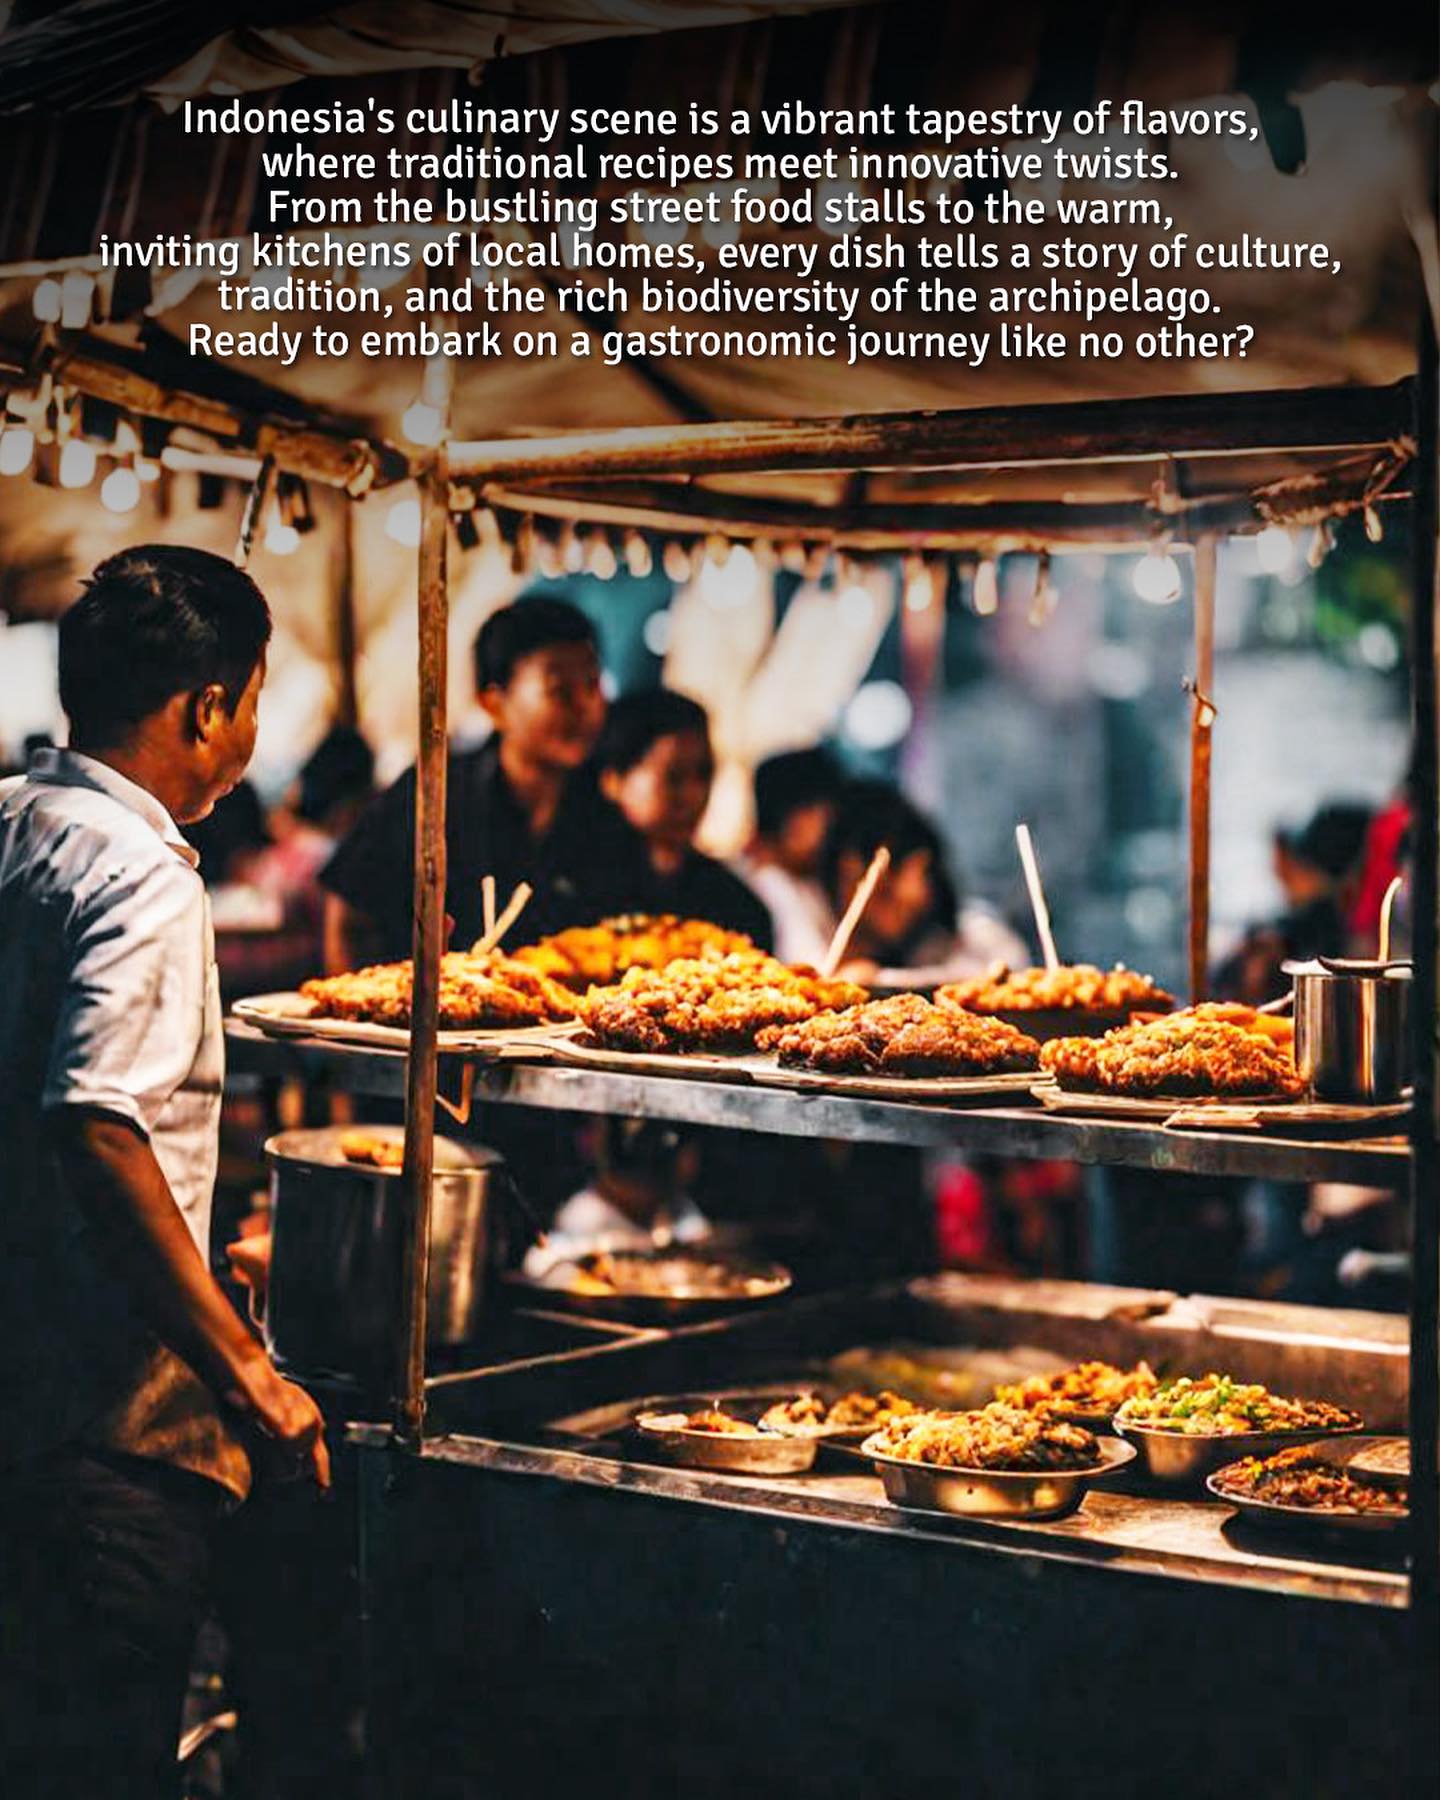 Indonesia's culinary scene is a vibrant tapestry of flavors,
where traditional recipes meet innovative twists.
From the bustling street food stalls to the warm,
inviting kitchens of local homes, every dish tells a story of culture,
tradition, and the rich biodiversity of the archipelago.
Ready to embark on a gastronomic journey like no other?